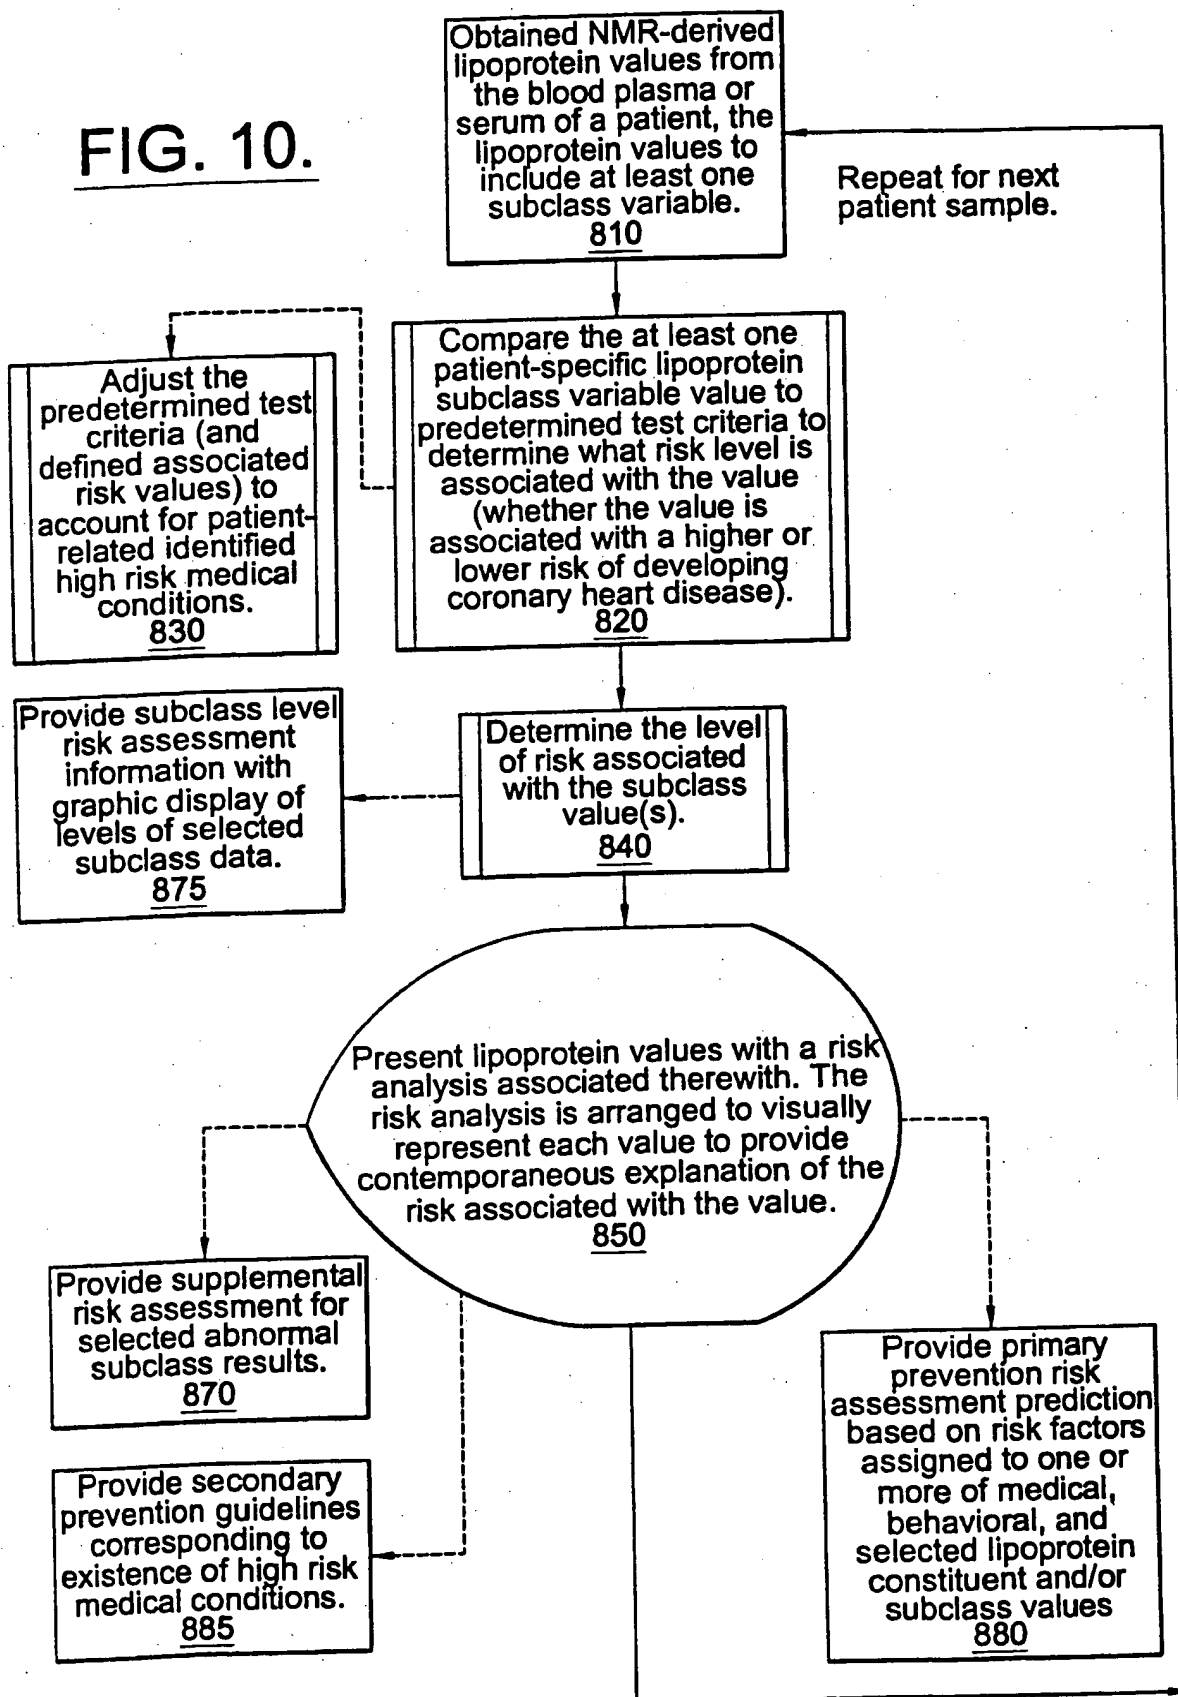 FIG. 10.
Obtained NMR-derived
lipoprotein values from
the blood plasma or
serum of a patient, the
lipoprotein values to
include at least one
subclass variable.
810
Repeat for next
patient sample.
Compare the at least one
patient-specific lipoprotein
subclass variable value to
predetermined test criteria to
determine what risk level is
associated with the value
(whether the value is
associated with a higher or
lower risk of developing
coronary heart disease).
820
Adjust the
predetermined test
criteria (and
defined associated
risk values) to
account for patient-
related identified
high risk medical
conditions.
830
Provide subclass level
risk assessment
information with
graphic display of
levels of selected
subclass data.
875
Determine the level
of risk associated
with the subclass
value(s).
840
Present lipoprotein values with a risk
analysis associated therewith. The
risk analysis is arranged to visually
represent each value to provide
contemporaneous explanation of the
risk associated with the value.
850
Provide supplemental
risk assessment for
selected abnormal
subclass results.
870
Provide secondary
prevention guidelines
corresponding to
existence of high risk
medical conditions.
885
Provide primary
prevention risk
assessment prediction
based on risk factors
assigned to one or
more of medical,
behavioral, and
selected lipoprotein
constituent and/or
subclass values
880